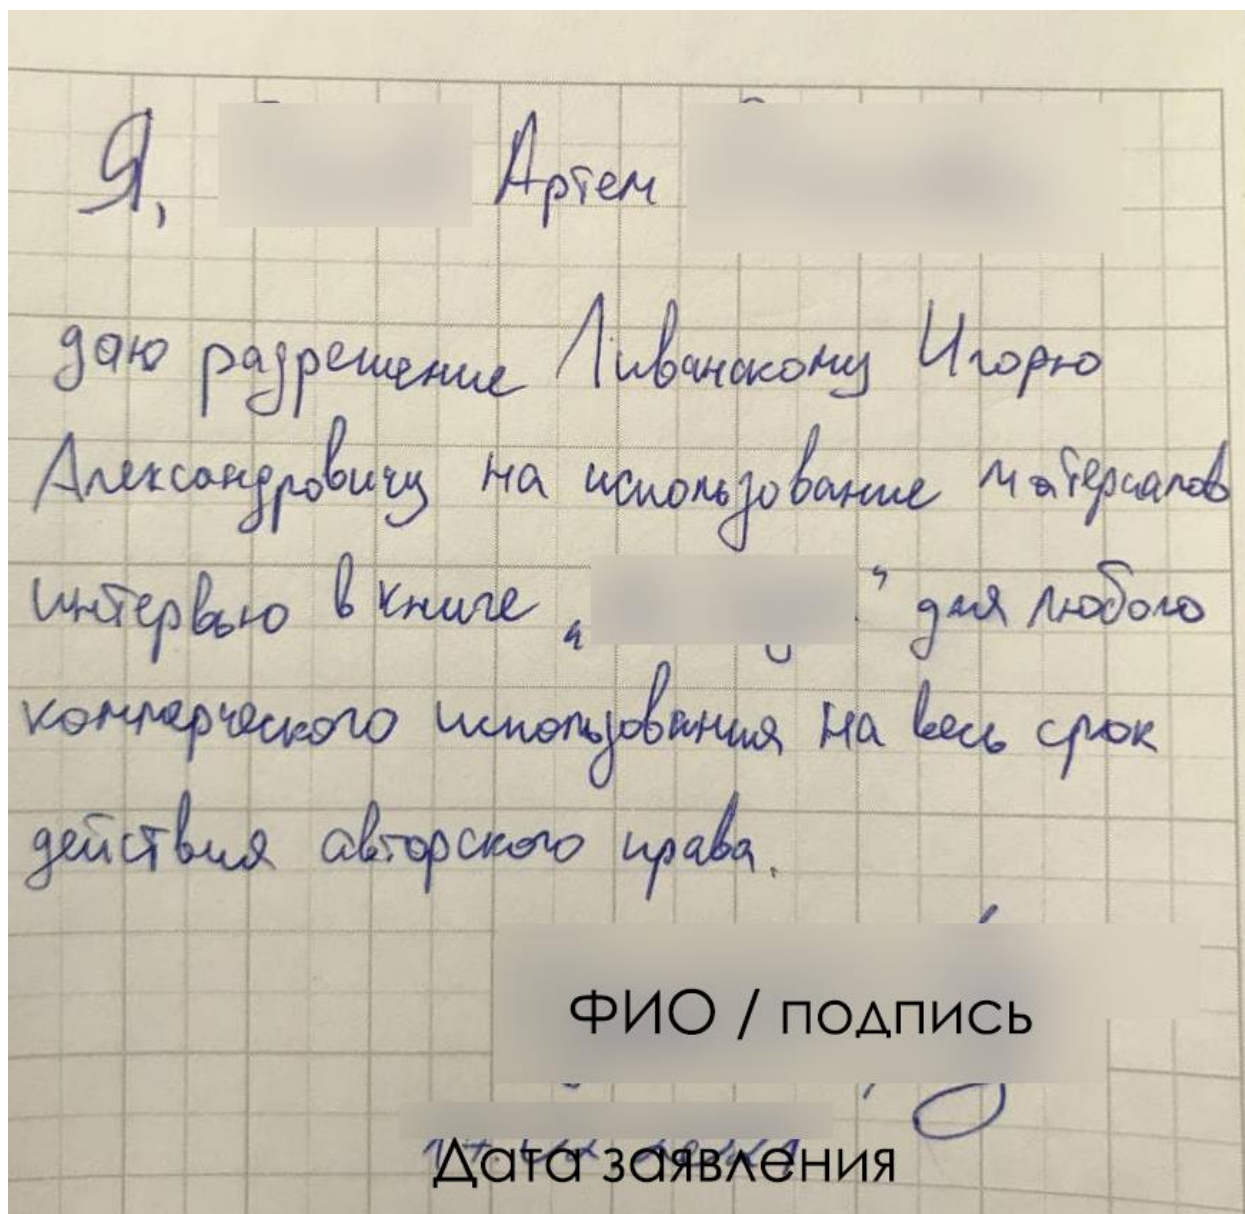 Я, Артем
даю разрешение Ливанскому Игорю
Александровичу на использование материалов
интервью в книге „ “ для любого
коммерческого использования на весь срок
действия авторского права.
ФИО / подпись
Дата заявления